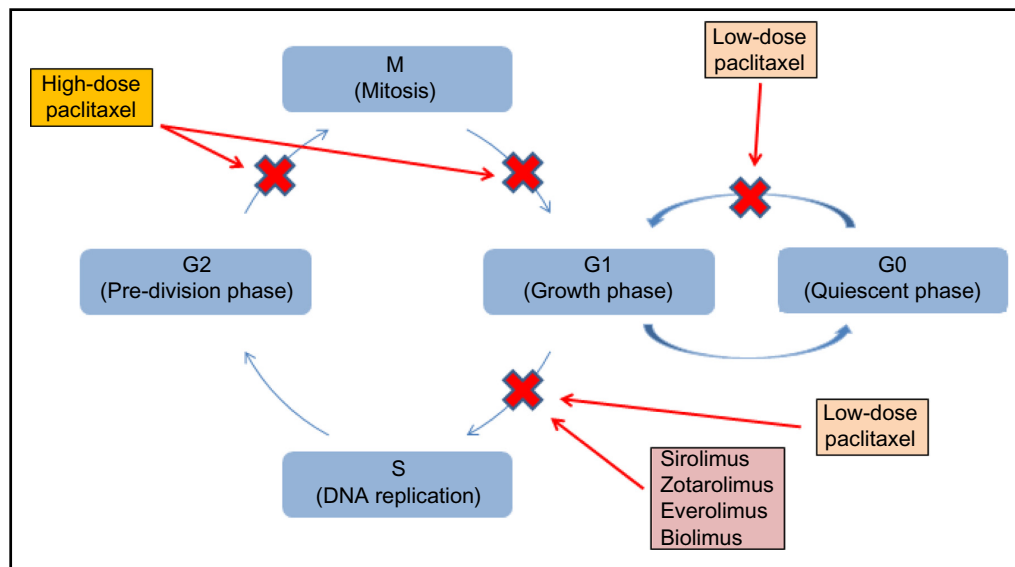 M
(Mitosis)
Low-dose
paclitaxel
High-dose
paclitaxel
G2
(Pre-division phase)
G1
(Growth phase)
G0
(Quiescent phase)
S
(DNA replication)
Low-dose
paclitaxel
Sirolimus
Zotarolimus
Everolimus
Biolimus